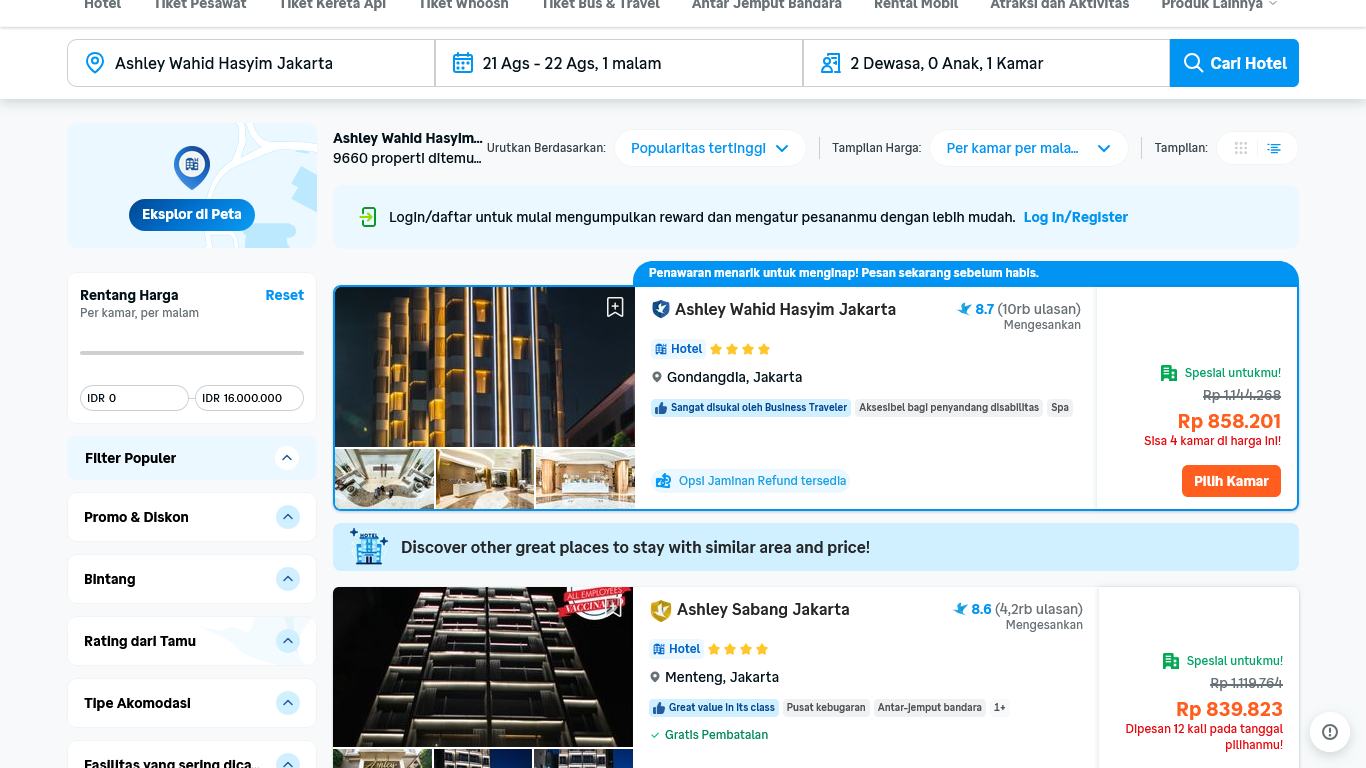 Hotel
Tiket Pesawat
Tiket Kereta Api
Tiket Whoosh
Tiket Bus & Travel
Antar Jemput Bandara
Rental Mobil
Atraksi dan Aktivitas
Produk Lainnya
Ashley Wahid Hasyim Jakarta
21 Ags - 22 Ags, 1 malam
2 Dewasa, 0 Anak, 1 Kamar
Cari Hotel
Eksplor di Peta
Ashley Wahid Hasyim...
9660 properti ditemu...
Urutkan Berdasarkan:
Popularitas tertinggi
Tampilan Harga:
Per kamar per mala...
Tampilan:
Login/daftar untuk mulai mengumpulkan reward dan mengatur pesananmu dengan lebih mudah. Log In/Register
Rentang Harga
Reset
Per kamar, per malam
IDR 0
IDR 16.000.000
Filter Populer
Promo & Diskon
Bintang
Rating dari Tamu
Tipe Akomodasi
Fasilitas yang sering dica...
Penawaran menarik untuk menginap! Pesan sekarang sebelum habis.
Ashley Wahid Hasyim Jakarta
8.7 (10rb ulasan)
Mengesankan
Hotel
Gondangdia, Jakarta
Sangat disukai oleh Business Traveler
Aksesibel bagi penyandang disabilitas
Spa
Opsi Jaminan Refund tersedia
Spesial untukmu!
Rp 1.144.268
Rp 858.201
Sisa 4 kamar di harga ini!
Pilih Kamar
HOTEL
Discover other great places to stay with similar area and price!
ALL EMPLOYEES
VACCINATED
Ashley Sabang Jakarta
8.6 (4,2rb ulasan)
Mengesankan
Hotel
Menteng, Jakarta
Great value in its class
Pusat kebugaran
Antar-jemput bandara
1+
Gratis Pembatalan
Spesial untukmu!
Rp 1.119.764
Rp 839.823
Dipesan 12 kali pada tanggal
pilihanmu!
Ashley